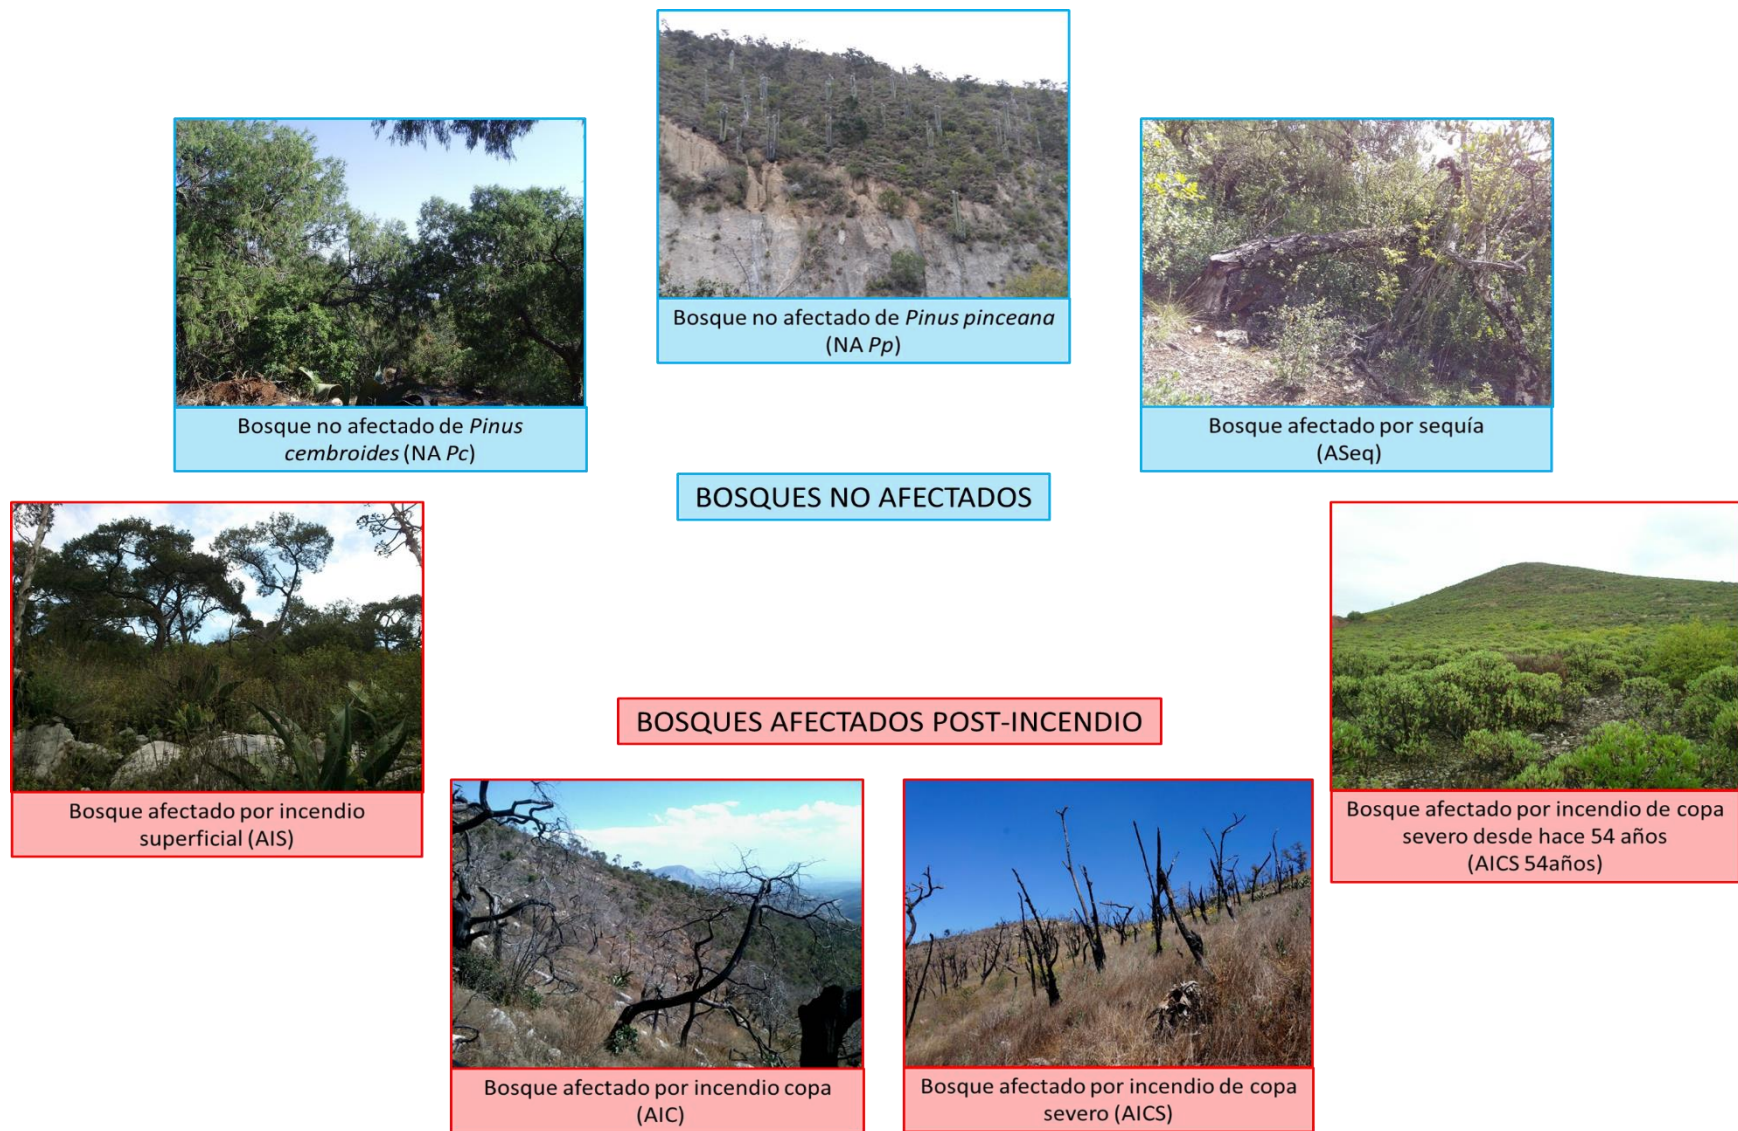 Bosque no afectado de Pinus pinceana
(NA Pp)
Bosque no afectado de Pinus
cembroides (NA Pc)
Bosque afectado por sequía
(ASeq)
BOSQUES NO AFECTADOS
BOSQUES AFECTADOS POST-INCENDIO
Bosque afectado por incendio
superficial (AIS)
Bosque afectado por incendio de copa
severo desde hace 54 años
(AICS 54años)
Bosque afectado por incendio copa
(AIC)
Bosque afectado por incendio de copa
severo (AICS)